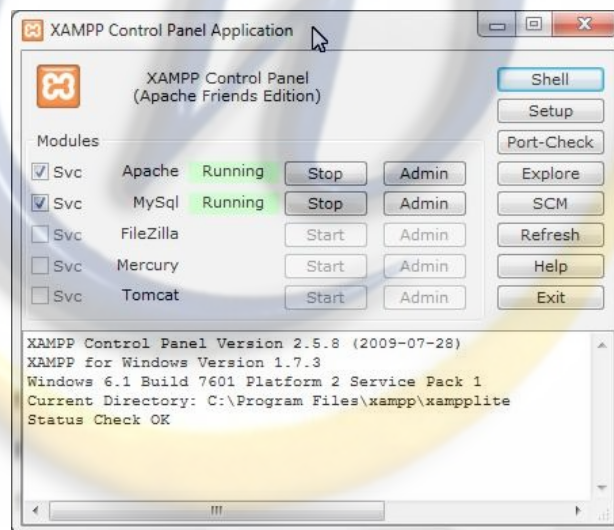 XAMPP Control Panel Application
XAMPP Control Panel
(Apache Friends Edition)
Shell
Setup
Port-Check
Explore
SCM
Refresh
Help
Exit
Modules
Svc Apache Running Stop Admin
Svc MySql Running Stop Admin
Svc FileZilla Start Admin
Svc Mercury Start Admin
Svc Tomcat Start Admin
XAMPP Control Panel Version 2.5.8 (2009-07-28)
XAMPP for Windows Version 1.7.3
Windows 6.1 Build 7601 Platform 2 Service Pack 1
Current Directory: C:\Program Files\xampp\xampplite
Status Check OK